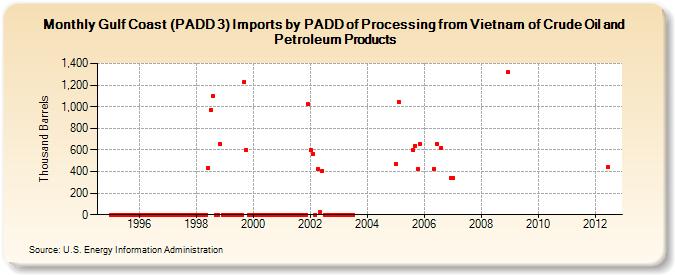 Monthly Gulf Coast (PADD 3) Imports by PADD of Processing from Vietnam of Crude Oil and
Petroleum Products
Thousand Barrels
1,400
1,200
1,000
800
600
400
200
0
1996 1998 2000 2002 2004 2006 2008 2010 2012
Source: U.S. Energy Information Administration